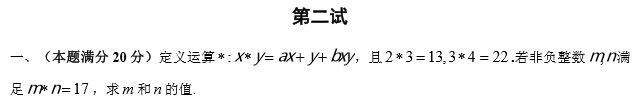 第二试
一、（本题满分 20 分）定义运算 *: x* y= ax+ y+ bxy，且 2*3=13,3*4=22 .若非负整数 m,n满
足 m* n=17，求 m 和 n 的值.